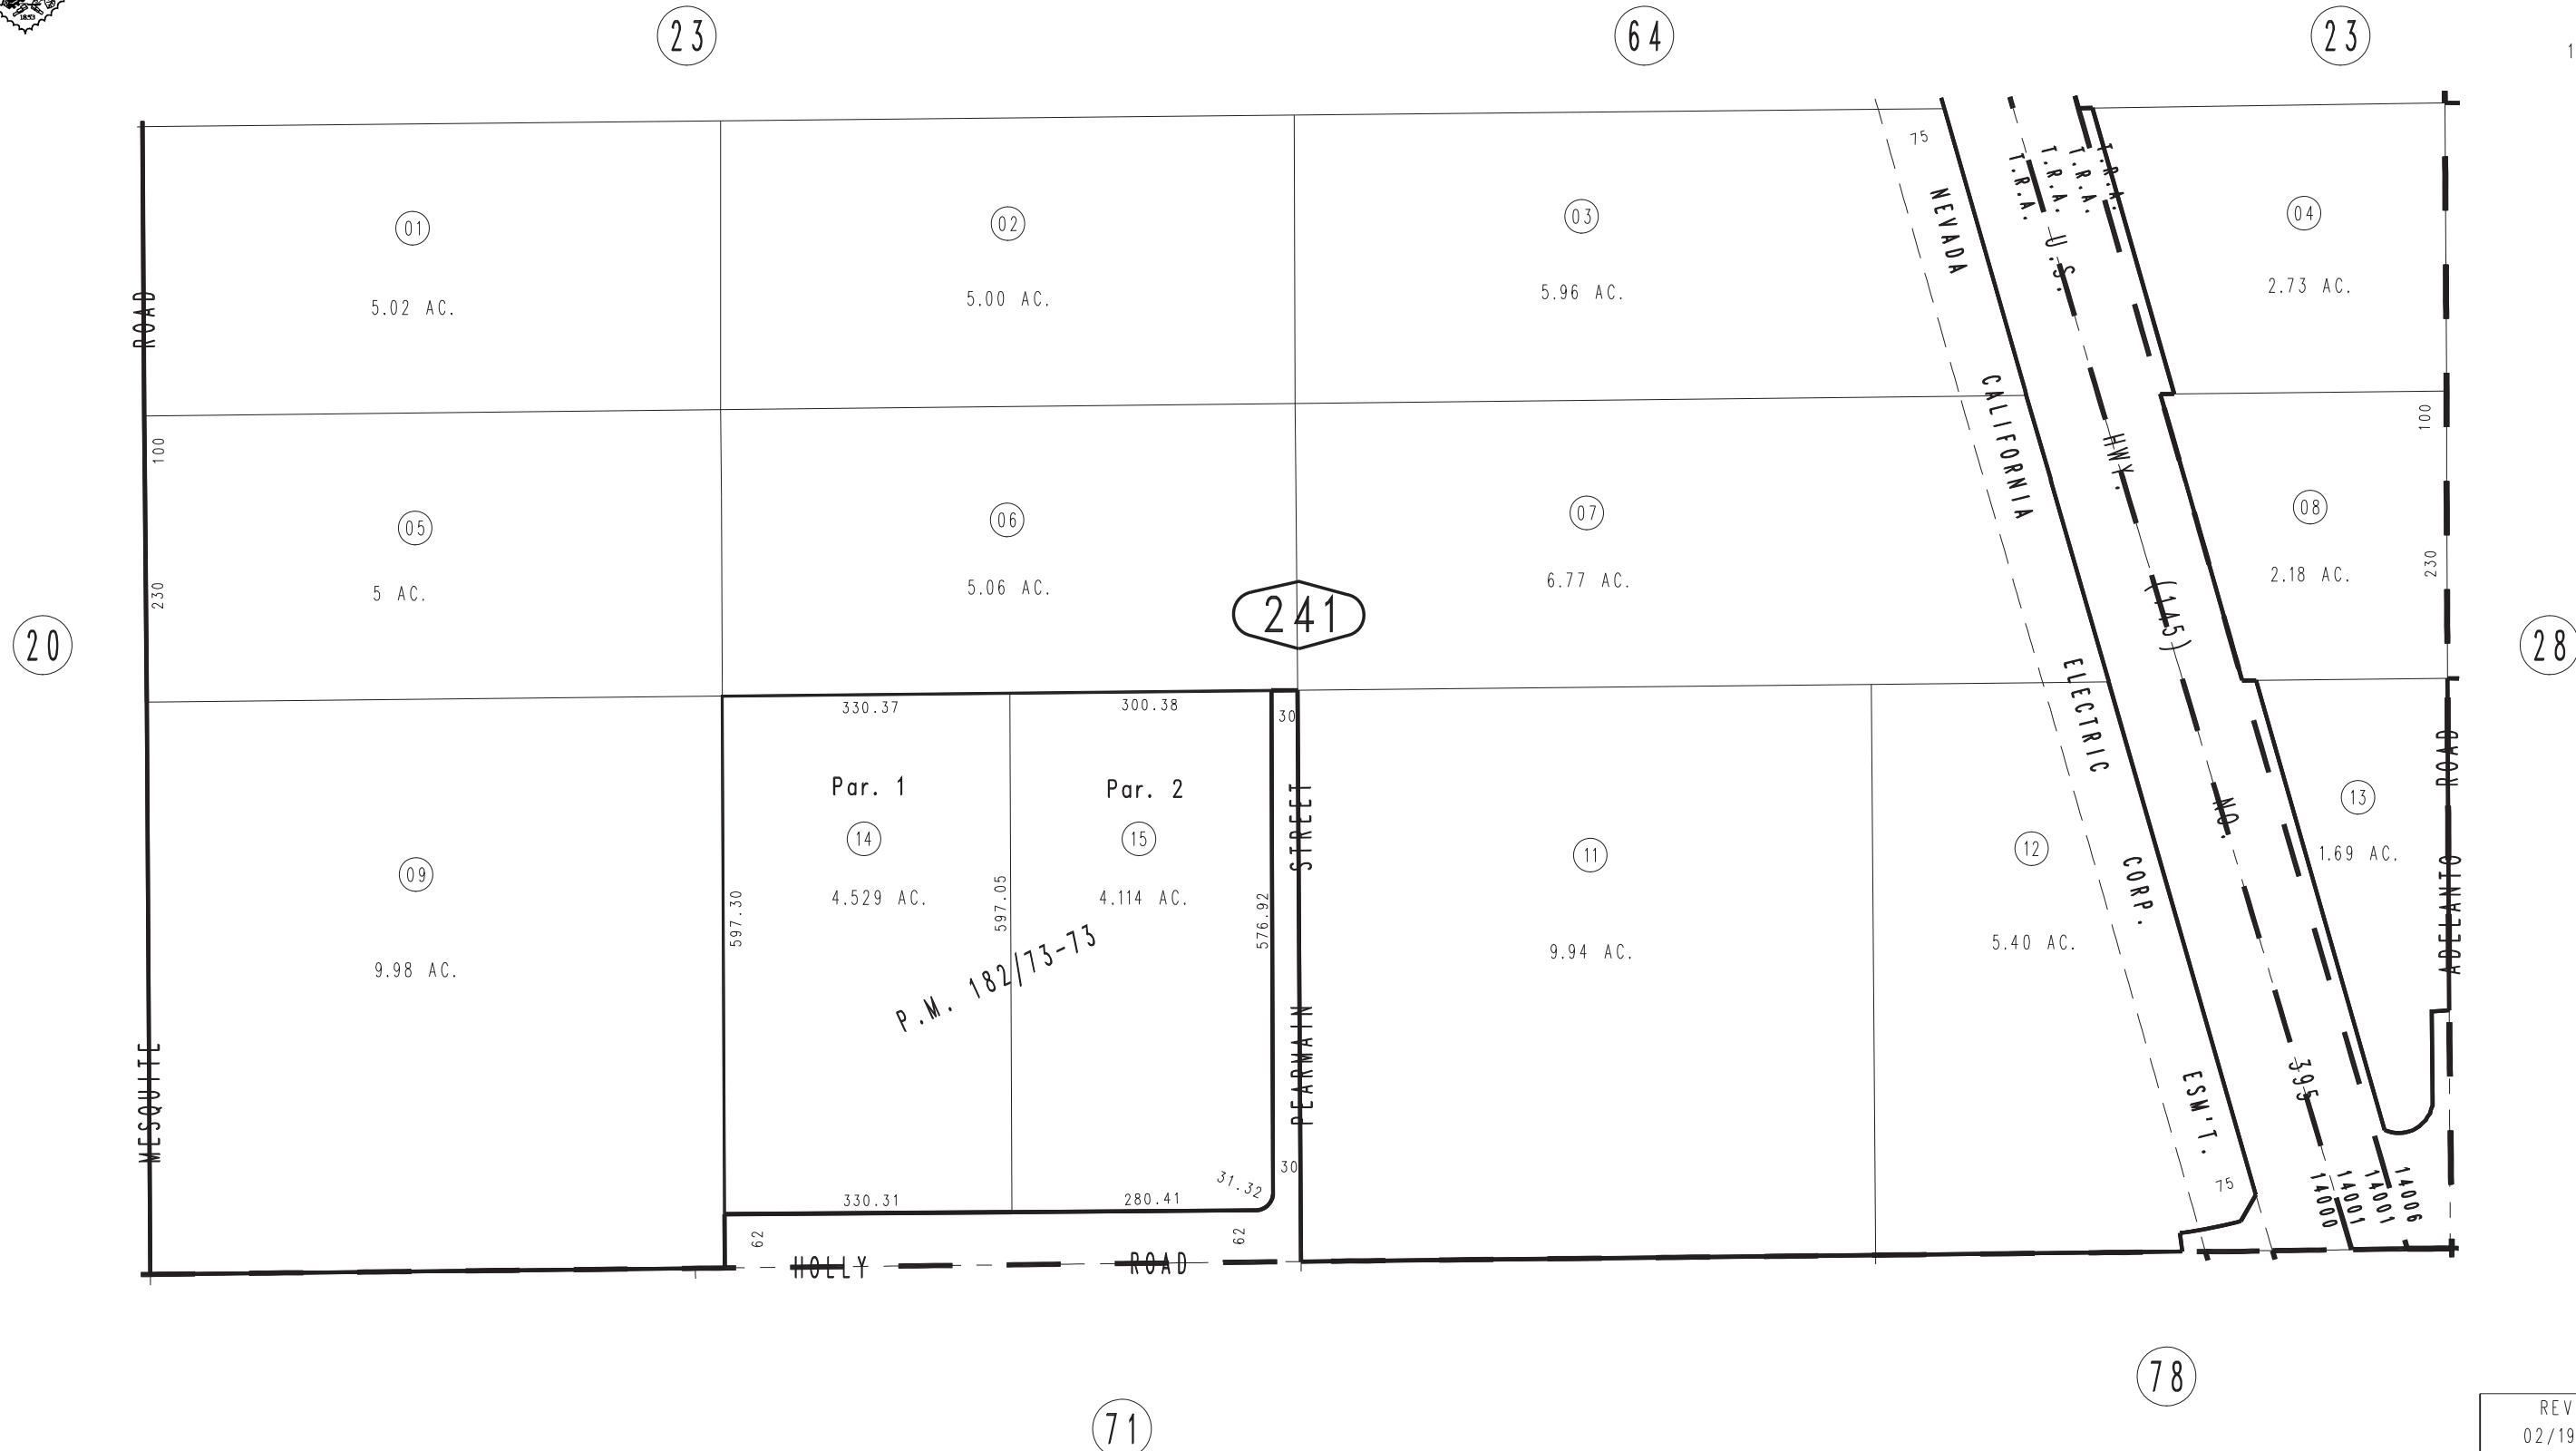 1853
23
64
23
1
75
T.R.A.
T.R.A.
T.R.A.
T.R.A.
01
5.02 AC.
02
5.00 AC.
03
5.96 AC.
04
2.73 AC.
ROAD
NEVADA
U.S.
100
100
CALIFORNIA
HWY.
05
5 AC.
06
5.06 AC.
07
6.77 AC.
08
2.18 AC.
230
230
(145)
241
20
28
ELECTRIC
330.37
300.38
30
Par. 1
Par. 2
STREET
ROAD
NO.
13
1.69 AC.
14
4.529 AC.
15
4.114 AC.
11
9.94 AC.
12
5.40 AC.
09
9.98 AC.
597.30
597.05
576.92
CORP.
ADELANTO
P.M. 182/73-73
PEARMAIN
MESQUITE
395
ESM'T.
30
31.32
75
330.31
280.41
14000
14001
14001
14006
62
62
HOLLY ROAD
78
71
REV
02/19